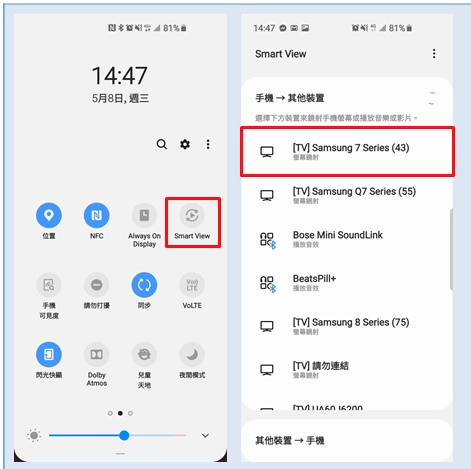 81%
14:47
5月8日, 週三
位置
NFC
Always On
Display
Smart View
手機
可見度
請勿打擾
同步
VoLTE
VoLTE
閃光快顯
Dolby
Atmos
兒童
天地
夜間模式
14:47
81%
Smart View
手機 → 其他裝置
選擇下方裝置來鏡射手機螢幕或播放音樂或影片。
[TV] Samsung 7 Series (43)
螢幕鏡射
[TV] Samsung Q7 Series (55)
螢幕鏡射
Bose Mini SoundLink
播放音效
BeatsPill+
播放音效
[TV] Samsung 8 Series (75)
螢幕鏡射
[TV] 請勿連結
螢幕鏡射
[TV] UA60J6200
其他裝置 → 手機